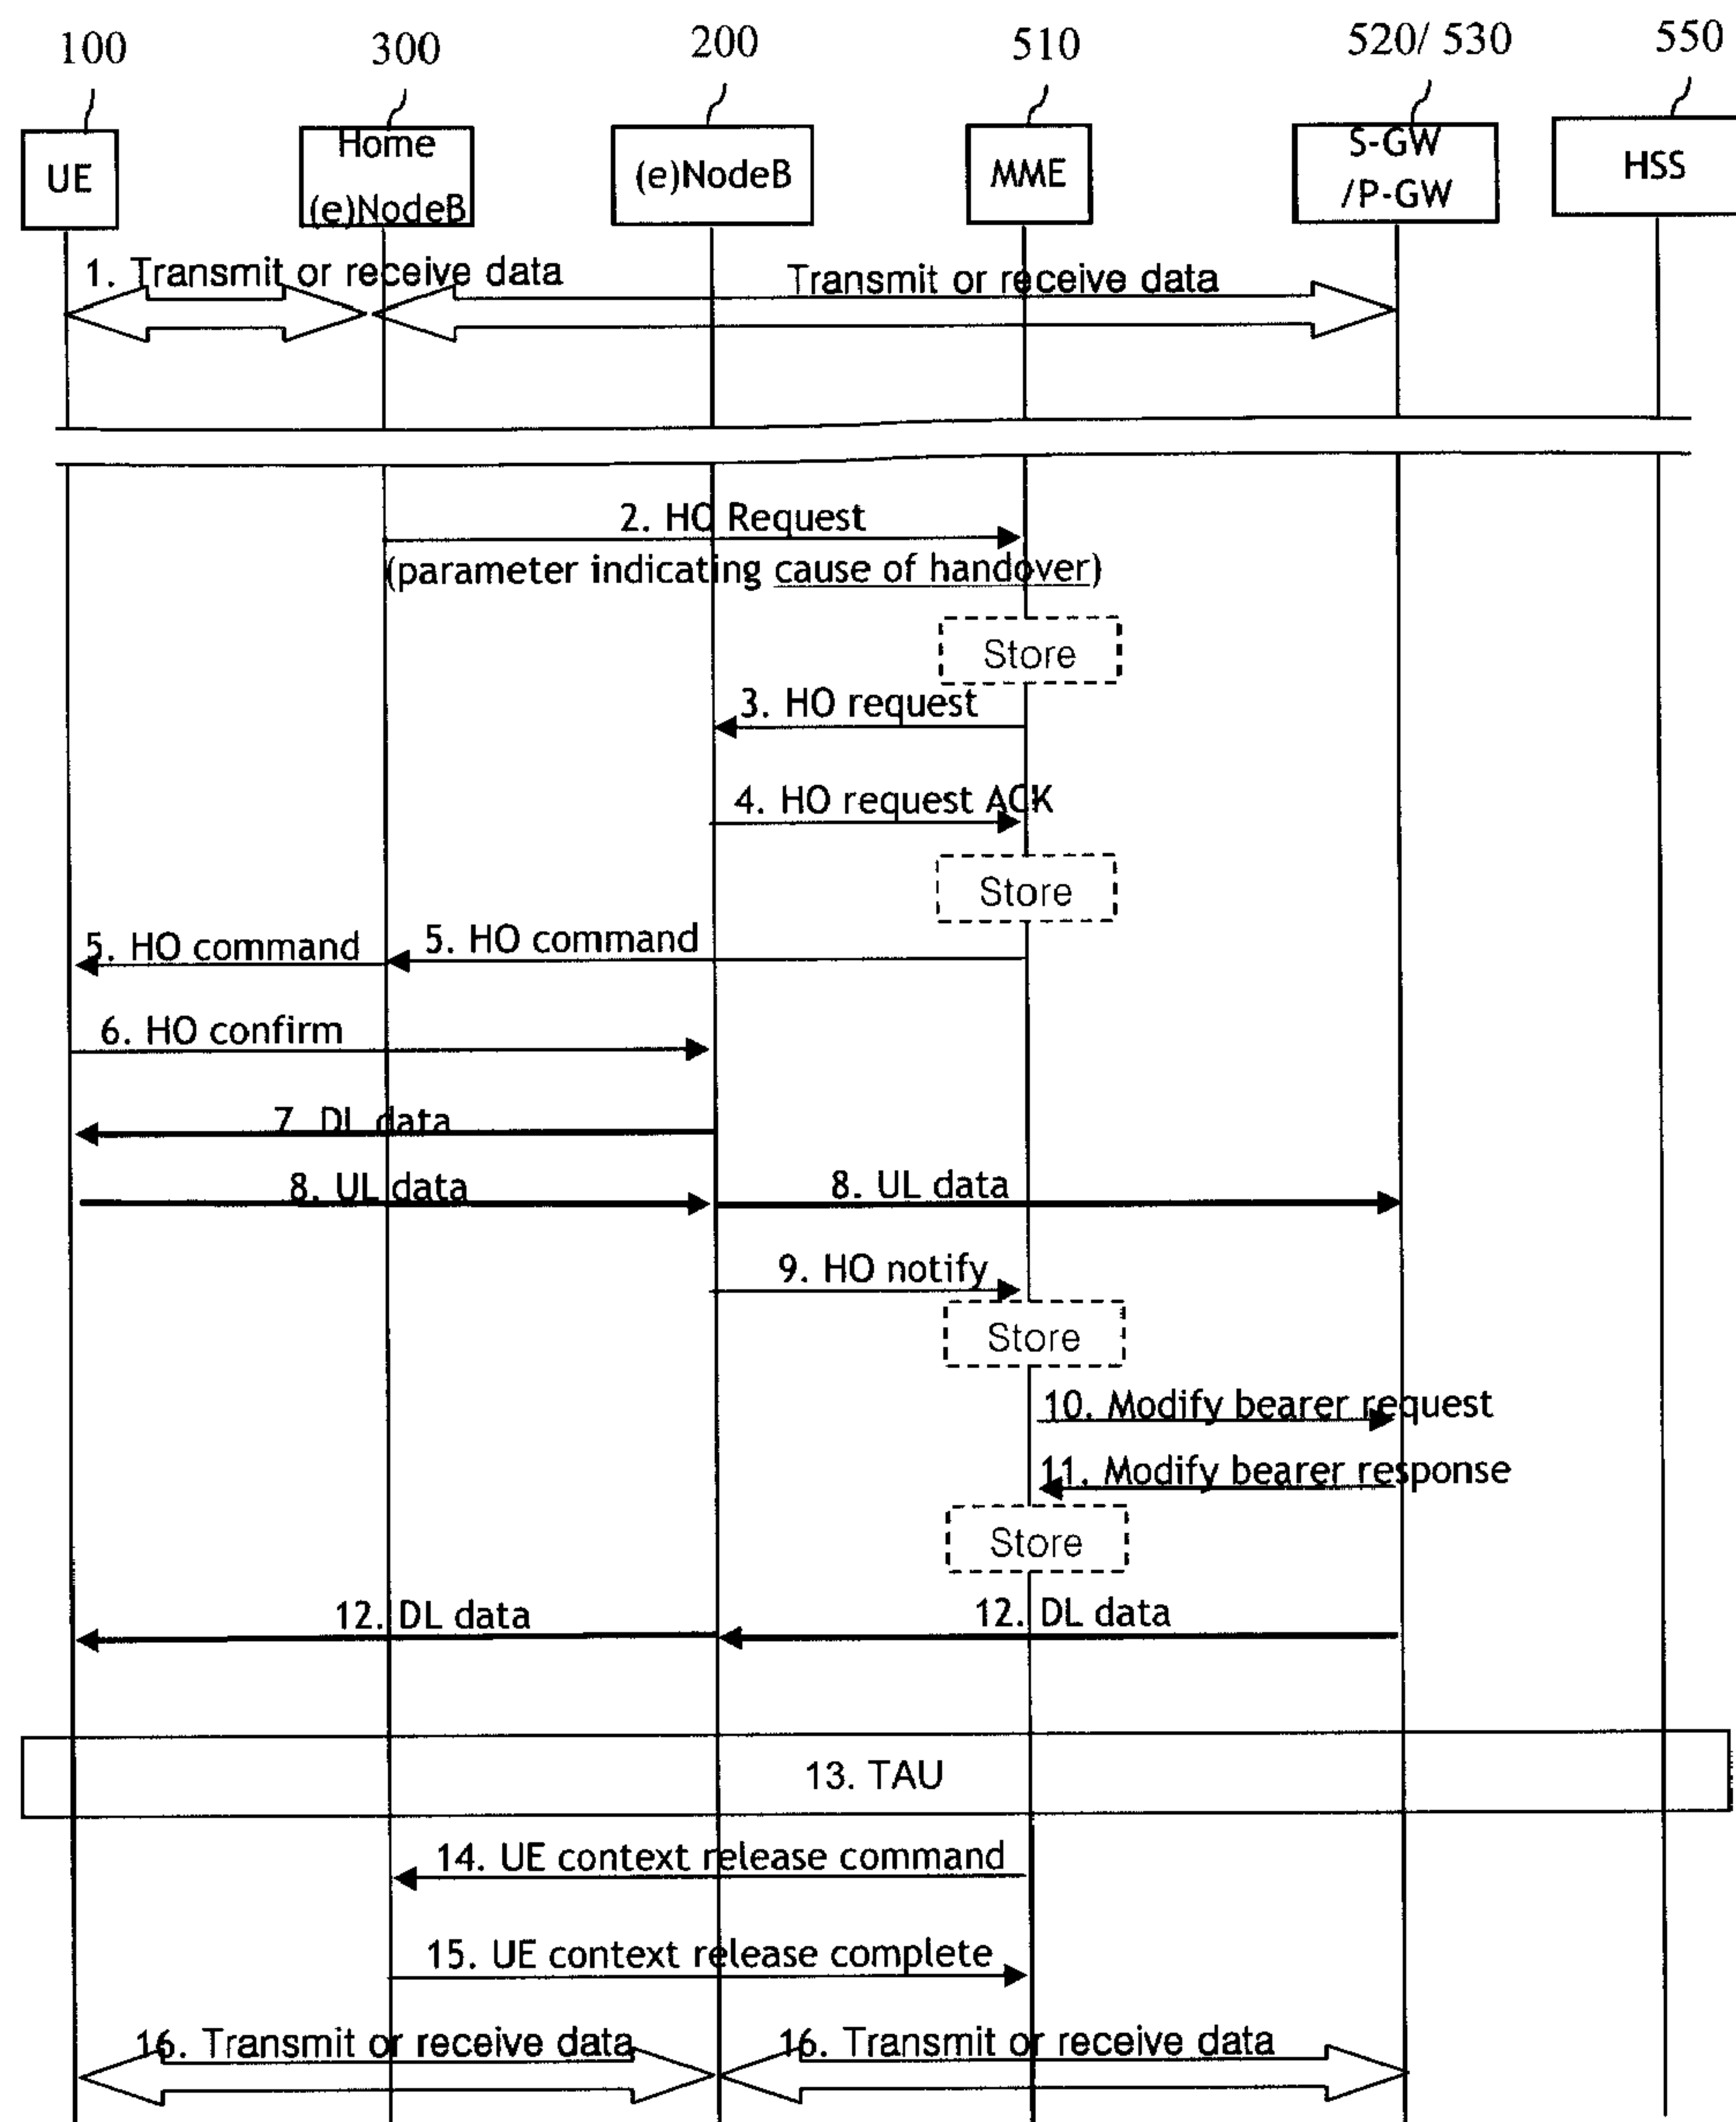 100
300
200
510
520/ 530
550
UE
Home
(e)NodeB
(e)NodeB
MME
S-GW
/P-GW
HSS
1. Transmit or receive data
Transmit or receive data
2. HO Request
(parameter indicating cause of handover)
Store
3. HO request
4. HO request ACK
Store
5. HO command
5. HO command
6. HO confirm
7. DL data
8. UL data
8. UL data
9. HO notify
Store
10. Modify bearer request
11. Modify bearer response
Store
12. DL data
12. DL data
13. TAU
14. UE context release command
15. UE context release complete
16. Transmit or receive data
16. Transmit or receive data